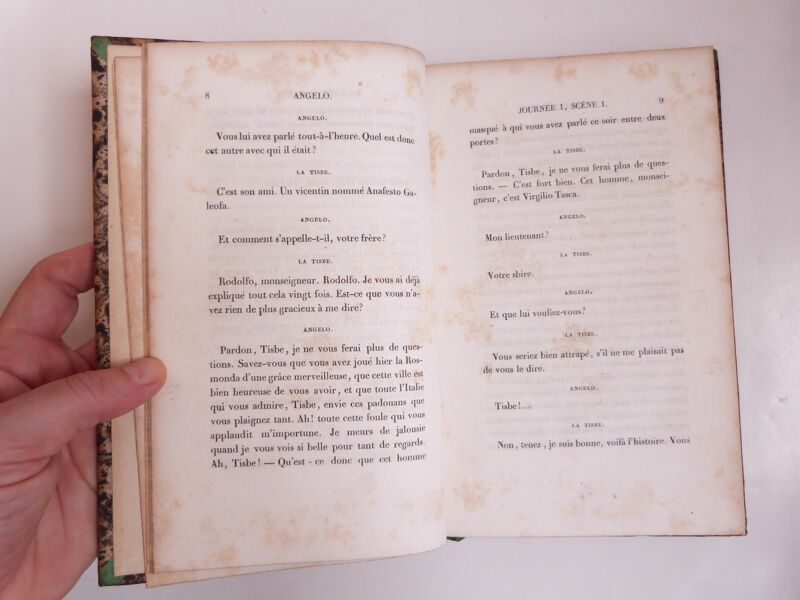 8 ANGELO.
ANGELO.
Vous lui avez parlé tout-à-l'heure. Quel est donc
cet autre avec qui il était?
LA TISBE.
C'est son ami. Un vicentin nommé Anafesto Ga-
leofa.
ANGELO.
Et comment s'appelle-t-il, votre frère?
LA TISBE.
Rodolfo, monseigneur. Rodolfo. Je vous ai déjà
expliqué tout cela vingt fois. Est-ce que vous n'a-
vez rien de plus gracieux à me dire?
ANGELO.
Pardon, Tisbe, je ne vous ferai plus de ques-
tions. Savez-vous que vous avez joué hier la Ros-
monda d'une grâce merveilleuse, que cette ville est
bien heureuse de vous avoir, et que toute l'Italie
qui vous admire, Tisbe, envie ces padouans que
vous plaignez tant. Ah! toute cette foule qui vous
applaudit m'importune. Je meurs de jalousie
quand je vous vois si belle pour tant de regards.
Ah, Tisbe! — Qu'est-ce donc que cet homme
JOURNÉE I, SCÈNE I. 9
masqué à qui vous avez parlé ce soir entre deux
portes?
LA TISBE.
Pardon, Tisbe, je ne vous ferai plus de ques-
tions. — C'est fort bien. Cet homme, monsei-
gneur, c'est Virgilio Tasca.
ANGELO.
Mon lieutenant?
LA TISBE.
Votre sbire.
ANGELO.
Et que lui vouliez-vous?
LA TISBE.
Vous seriez bien attrapé, s'il ne me plaisait pas
de vous le dire.
ANGELO.
Tisbe!...
LA TISBE.
Non, tenez, je suis bonne, voilà l'histoire. Vous